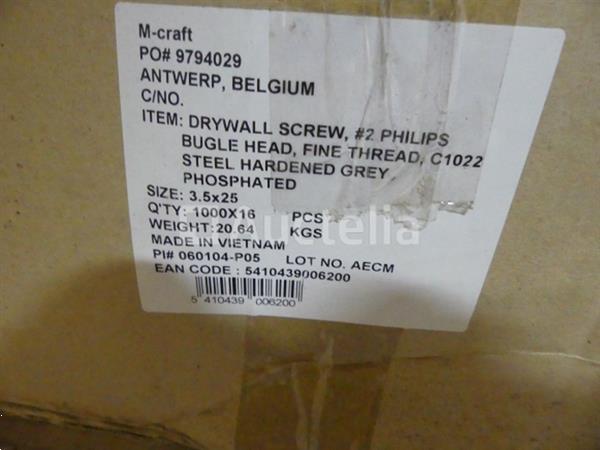 M-craft
PO# 9794029
ANTWERP, BELGIUM
C/NO.
ITEM: DRYWALL SCREW, #2 PHILIPS
BUGLE HEAD, FINE THREAD, C1022
STEEL HARDENED GREY
PHOSPHATED
SIZE: 3.5x25
Q'TY: 1000X16 PCS
WEIGHT:20.64 KGS
Auctelia
MADE IN VIETNAM
PI# 060104-P05 LOT NO. AECM
EAN CODE : 5410439006200
5 410439 006200